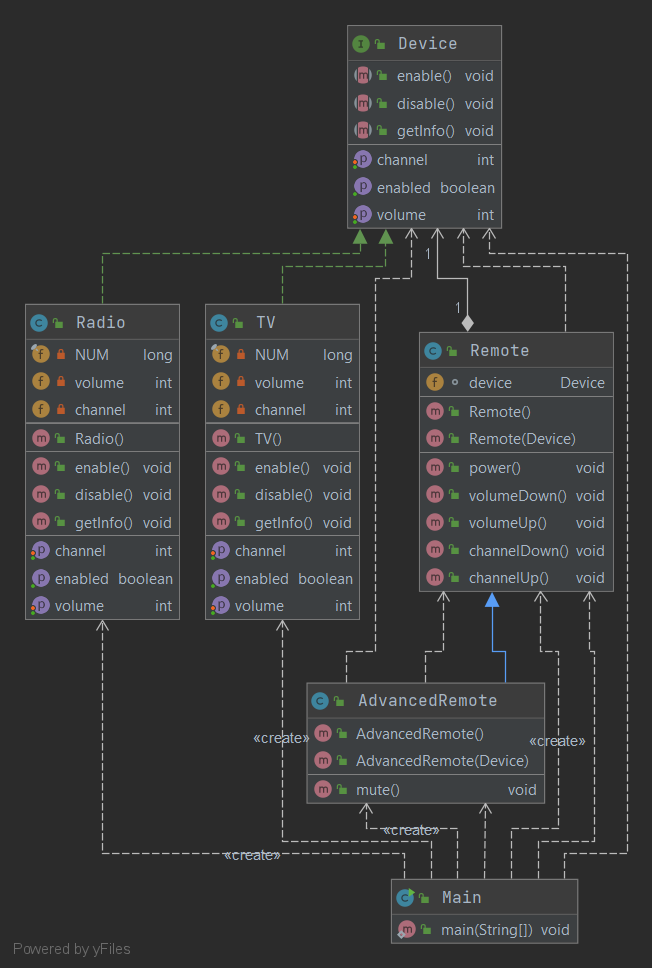 Device
enable() void
disable() void
getInfo() void
channel int
enabled boolean
volume int
1
1
Radio
NUM long
volume int
channel int
Radio()
enable() void
disable() void
getInfo() void
channel int
enabled boolean
volume int
TV
NUM long
volume int
channel int
TV()
enable() void
disable() void
getInfo() void
channel int
enabled boolean
volume int
Remote
device Device
Remote()
Remote(Device)
power() void
volumeDown() void
volumeUp() void
channelDown() void
channelUp() void
AdvancedRemote
AdvancedRemote()
AdvancedRemote(Device)
mute() void
«create»
«create»
«create»
«create»
Main
main(String[]) void
Powered by yFiles